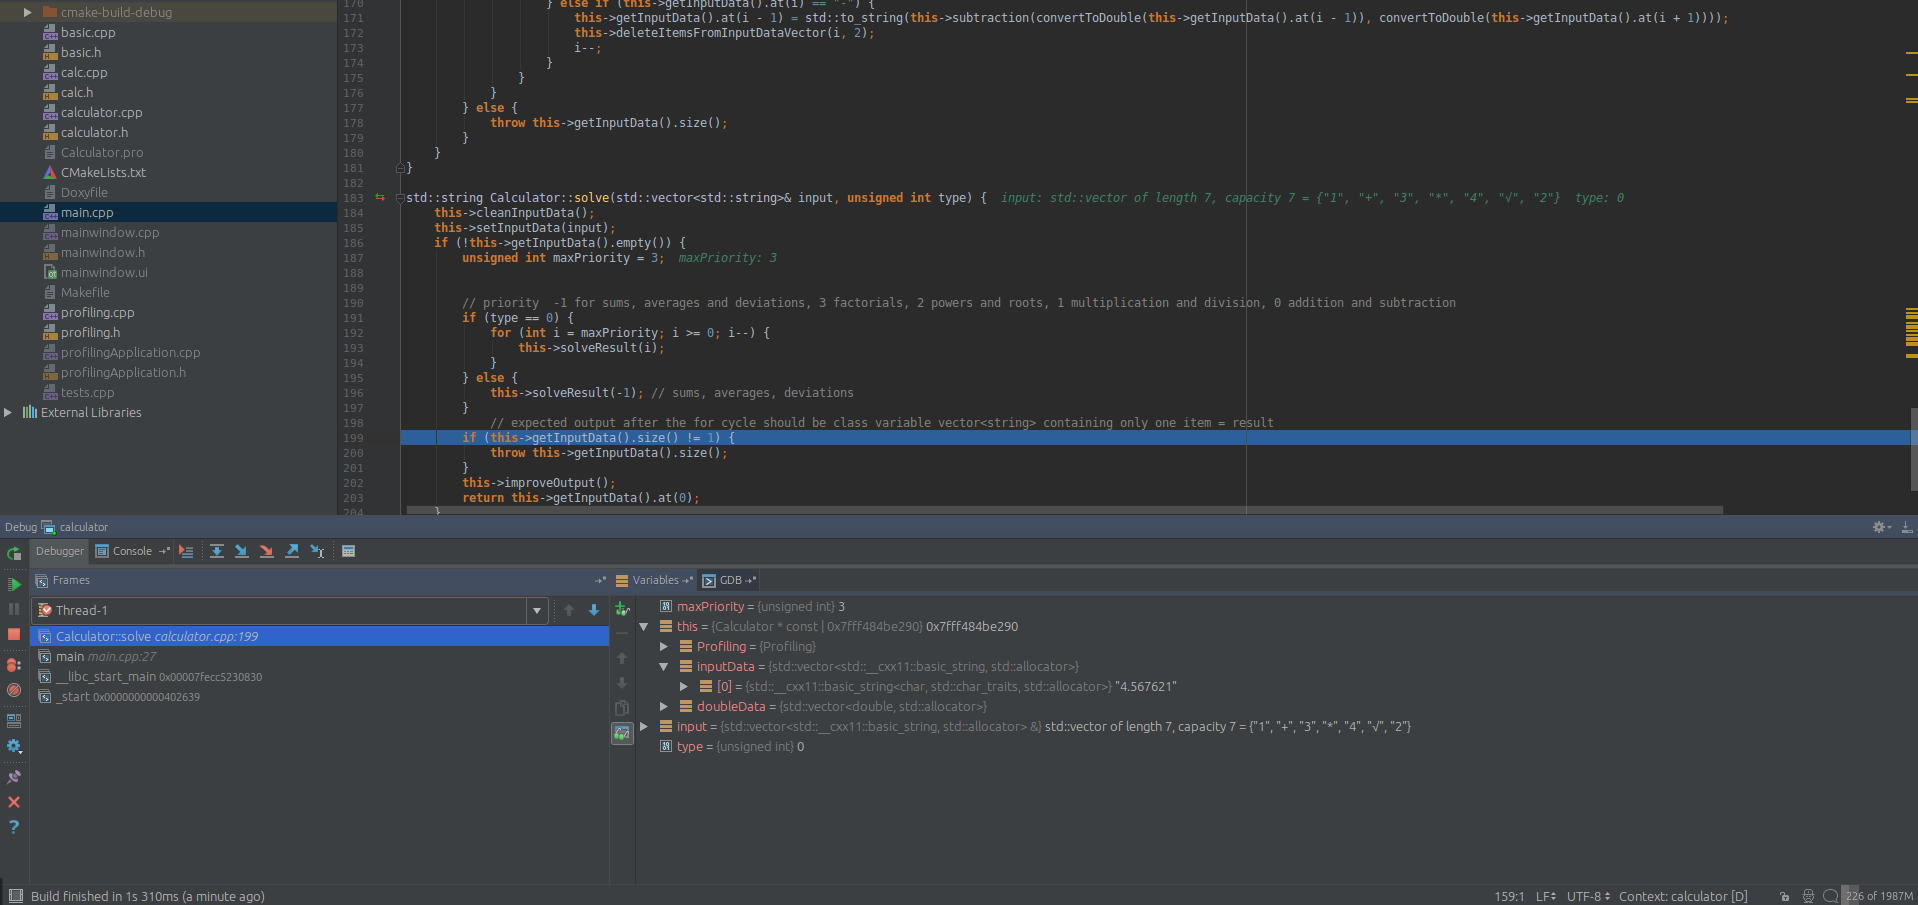 cmake-build-debug
basic.cpp
basic.h
calc.cpp
calc.h
calculator.cpp
calculator.h
Calculator.pro
CMakeLists.txt
Doxyfile
main.cpp
mainwindow.cpp
mainwindow.h
mainwindow.ui
Makefile
profiling.cpp
profiling.h
profilingApplication.cpp
profilingApplication.h
tests.cpp
External Libraries
170 } else if (this->getInputData().at(i) == "-") {
171 this->getInputData().at(i - 1) = std::to_string(this->subtraction(convertToDouble(this->getInputData().at(i - 1)), convertToDouble(this->getInputData().at(i + 1))));
172 this->deleteItemsFromInputDataVector(i, 2);
173 i--;
174 }
175 }
176 }
177 } else {
178 throw this->getInputData().size();
179 }
180 }
181 }
182
183 std::string Calculator::solve(std::vector<std::string>& input, unsigned int type) { input: std::vector of length 7, capacity 7 = {"1", "+", "3", "*", "4", "√", "2"} type: 0
184 this->cleanInputData();
185 this->setInputData(input);
186 if (!this->getInputData().empty()) {
187 unsigned int maxPriority = 3; maxPriority: 3
188
189
190 // priority  -1 for sums, averages and deviations, 3 factorials, 2 powers and roots, 1 multiplication and division, 0 addition and subtraction
191 if (type == 0) {
192 for (int i = maxPriority; i >= 0; i--) {
193 this->solveResult(i);
194 }
195 } else {
196 this->solveResult(-1); // sums, averages, deviations
197 }
198 // expected output after the for cycle should be class variable vector<string> containing only one item = result
199 if (this->getInputData().size() != 1) {
200 throw this->getInputData().size();
201 }
202 this->improveOutput();
203 return this->getInputData().at(0);
204 }
Debug calculator
Debugger Console
Frames
Thread-1
Calculator::solve calculator.cpp:199
main main.cpp:27
__libc_start_main 0x00007fecc5230830
_start 0x0000000000402639
Variables GDB
maxPriority = {unsigned int} 3
this = {Calculator * const | 0x7fff484be290} 0x7fff484be290
Profiling = {Profiling}
inputData = {std::vector<std::__cxx11::basic_string, std::allocator>}
[0] = {std::__cxx11::basic_string<char, std::char_traits, std::allocator>} "4.567621"
doubleData = {std::vector<double, std::allocator>}
input = {std::vector<std::__cxx11::basic_string, std::allocator> &} std::vector of length 7, capacity 7 = {"1", "+", "3", "*", "4", "√", "2"}
type = {unsigned int} 0
Build finished in 1s 310ms (a minute ago)
159:1 LF UTF-8 Context: calculator [D] 226 of 1987M